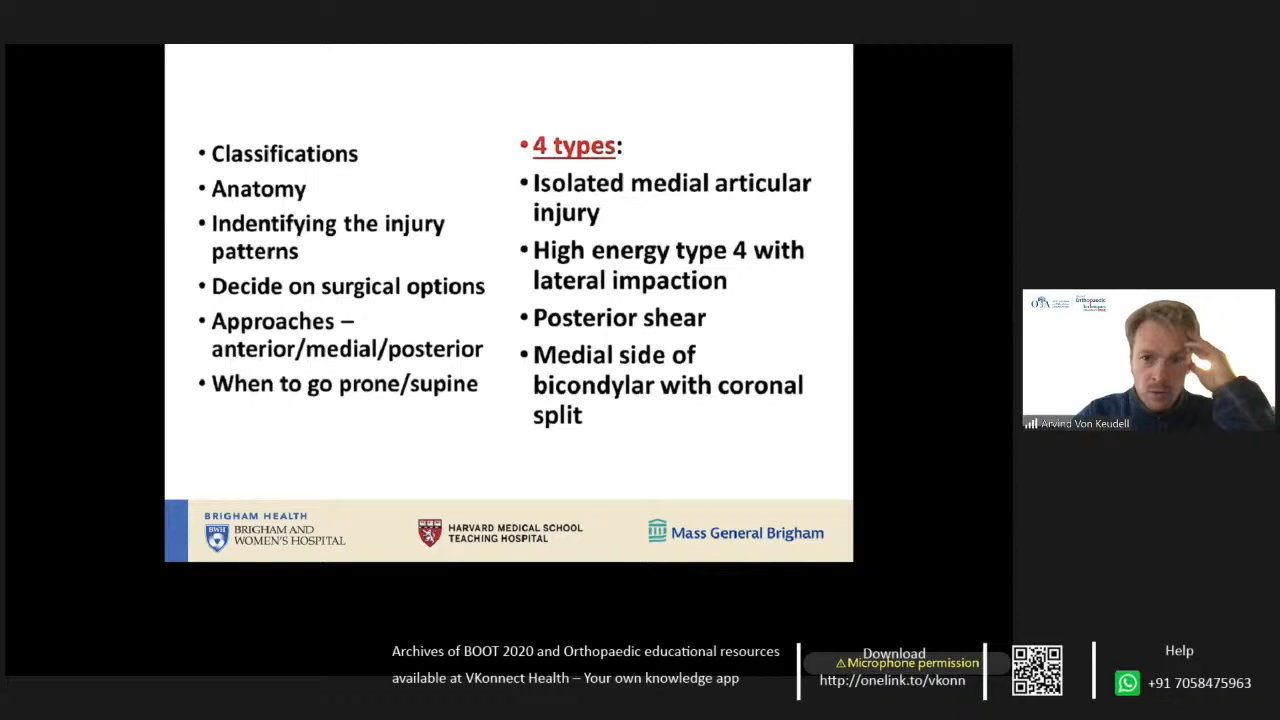 • Classifications
• Anatomy
• Indentifying the injury
patterns
• Decide on surgical options
• Approaches –
anterior/medial/posterior
• When to go prone/supine
• 4 types:
• Isolated medial articular
injury
• High energy type 4 with
lateral impaction
• Posterior shear
• Medial side of
bicondylar with coronal
split
BRIGHAM HEALTH
BWH
BRIGHAM AND
WOMEN'S HOSPITAL
HARVARD MEDICAL SCHOOL
TEACHING HOSPITAL
Mass General Brigham
Orthopaedic
Arvind Von Keudell
Archives of BOOT 2020 and Orthopaedic educational resources
available at VKonnect Health – Your own knowledge app
Download
⚠Microphone permission
http://onelink.to/vkonn
Help
+91 7058475963